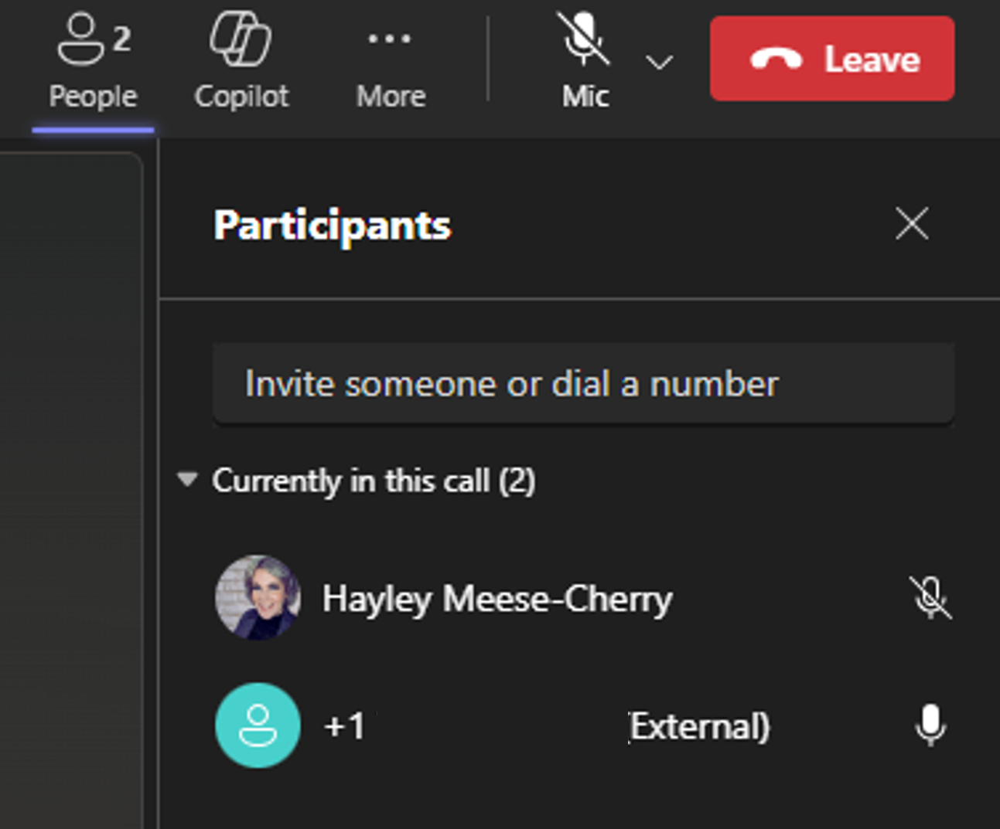 2
People Copilot More Mic Leave
Participants
Invite someone or dial a number
Currently in this call (2)
Hayley Meese-Cherry
+1 (External)